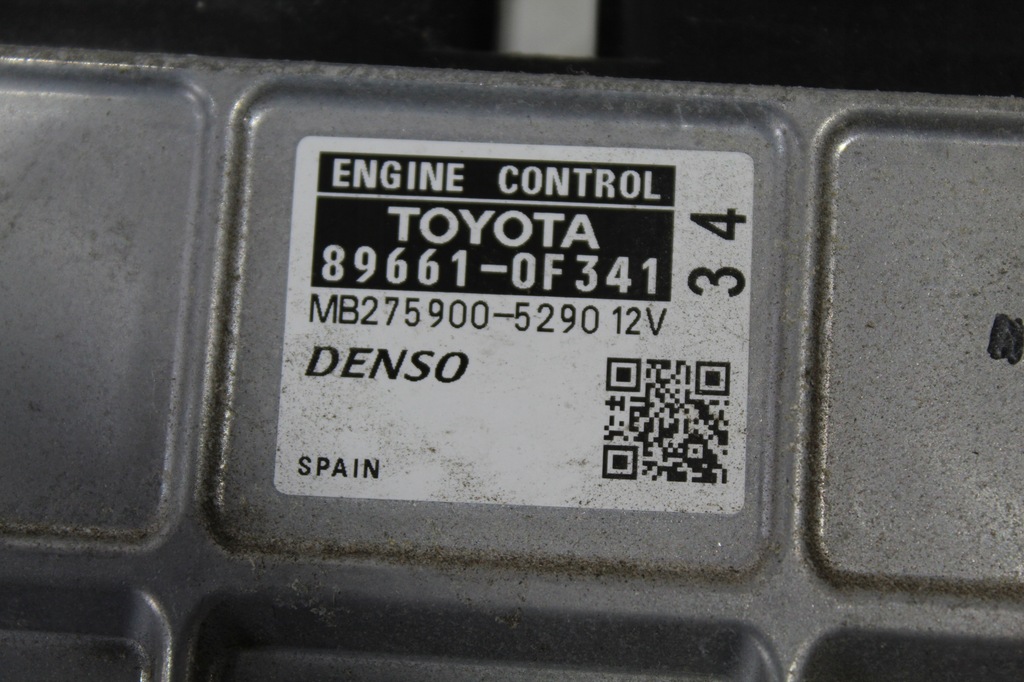 ENGINE CONTROL
TOYOTA
89661-0F341
MB275900-5290 12V
DENSO
SPAIN
34